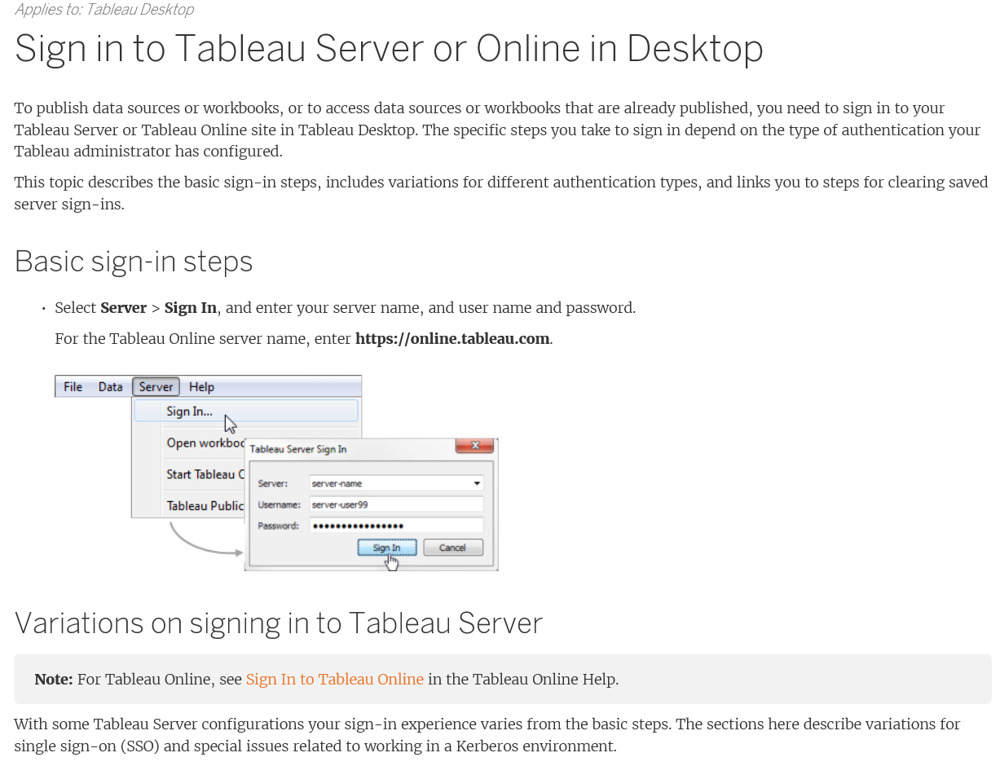 Applies to: Tableau Desktop
Sign in to Tableau Server or Online in Desktop
To publish data sources or workbooks, or to access data sources or workbooks that are already published, you need to sign in to your
Tableau Server or Tableau Online site in Tableau Desktop. The specific steps you take to sign in depend on the type of authentication your
Tableau administrator has configured.
This topic describes the basic sign-in steps, includes variations for different authentication types, and links you to steps for clearing saved
server sign-ins.
Basic sign-in steps
• Select Server > Sign In, and enter your server name, and user name and password.
For the Tableau Online server name, enter https://online.tableau.com.
File Data Server Help
Sign In...
Open workboo
Tableau Server Sign In
Start Tableau
Server: server-name
Tableau Public
Username: server-user99
Password: ••••••••••••••••
Sign In Cancel
Variations on signing in to Tableau Server
Note: For Tableau Online, see Sign In to Tableau Online in the Tableau Online Help.
With some Tableau Server configurations your sign-in experience varies from the basic steps. The sections here describe variations for
single sign-on (SSO) and special issues related to working in a Kerberos environment.